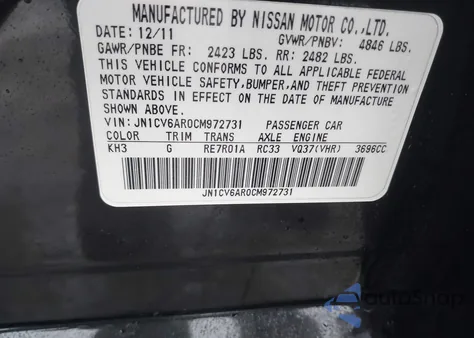 MANUFACTURED BY NISSAN MOTOR CO.,LTD.
DATE: 12/11 GVWR/PNBV: 4846 LBS.
GAWR/PNBE FR: 2423 LBS. RR: 2482 LBS.
THIS VEHICLE CONFORMS TO ALL APPLICABLE FEDERAL
MOTOR VEHICLE SAFETY,BUMPER,AND THEFT PREVENTION
STANDARDS IN EFFECT ON THE DATE OF MANUFACTURE
SHOWN ABOVE.
VIN: JN1CV6AR0CM972731 PASSENGER CAR
COLOR TRIM TRANS AXLE ENGINE
KH3 G RE7R01A RC33 VQ37(VHR) 3696CC
JN1CV6AR0CM972731
AutoSnap